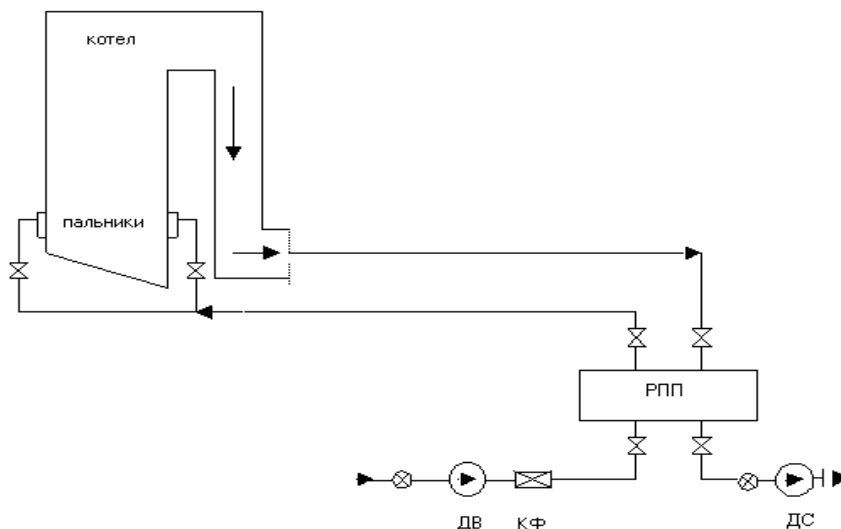 котел
пальники
РПП
ДВ
КФ
ДС